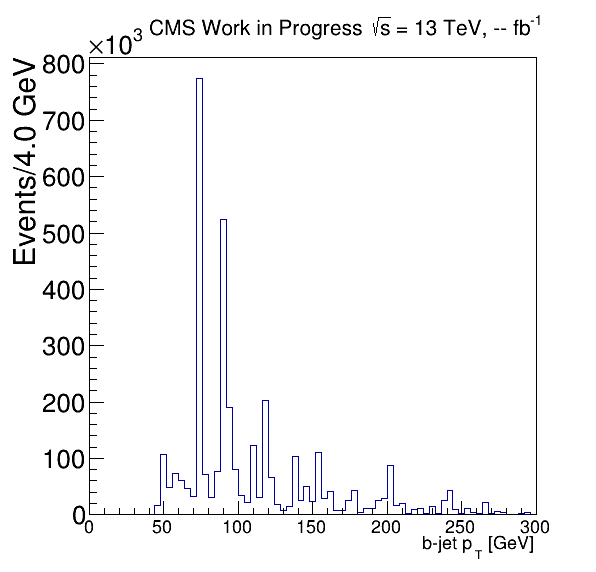 ×10³ CMS Work in Progress √s = 13 TeV, -- fb⁻¹
Events/4.0 GeV
800
700
600
500
400
300
200
100
0
0 50 100 150 200 250 300
b-jet p_T [GeV]